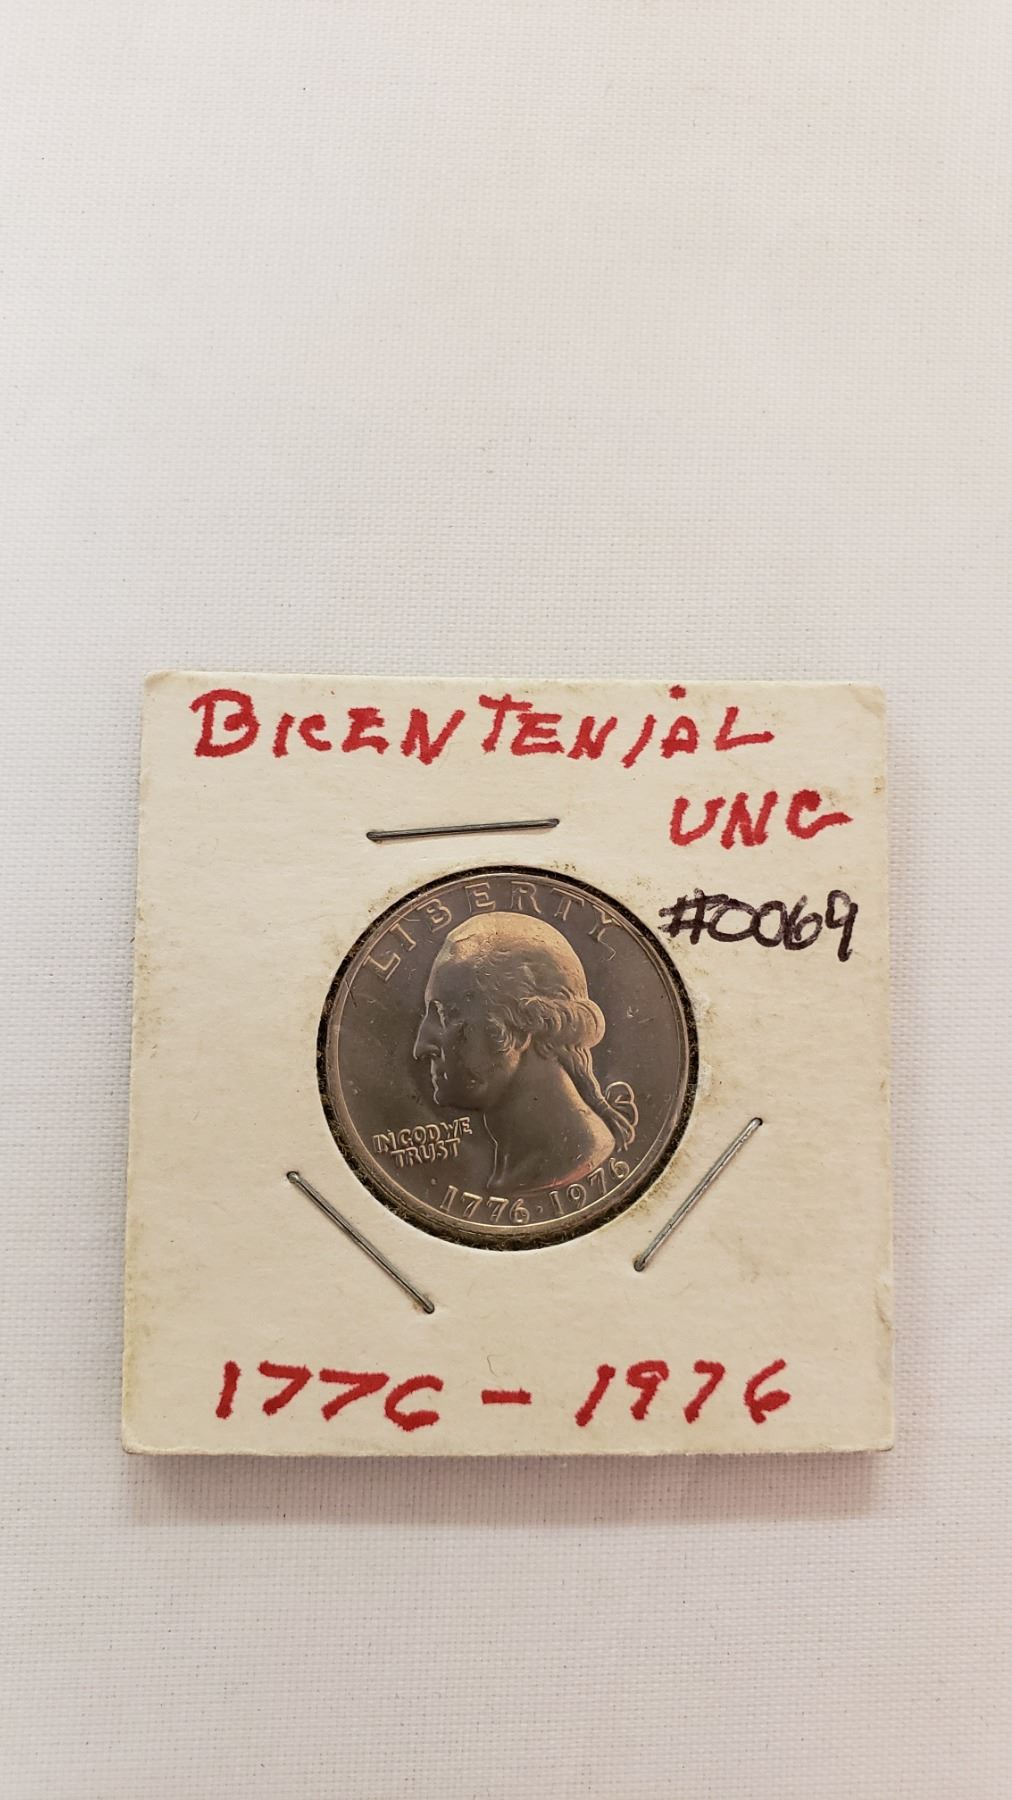 BICENTENIAL
UNC
#0069
LIBERTY
IN GOD WE
TRUST
1776·1976
1776 - 1976